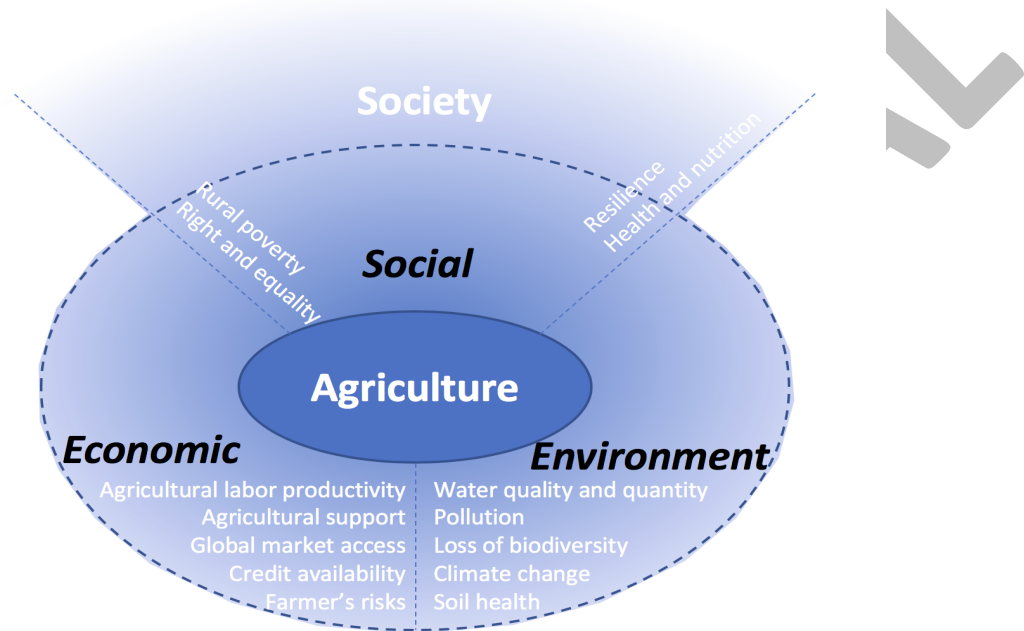 Society
Rural poverty
Right and equality
Resilience
Health and nutrition
Social
Agriculture
Economic
Agricultural labor productivity
Agricultural support
Global market access
Credit availability
Farmer’s risks
Environment
Water quality and quantity
Pollution
Loss of biodiversity
Climate change
Soil health